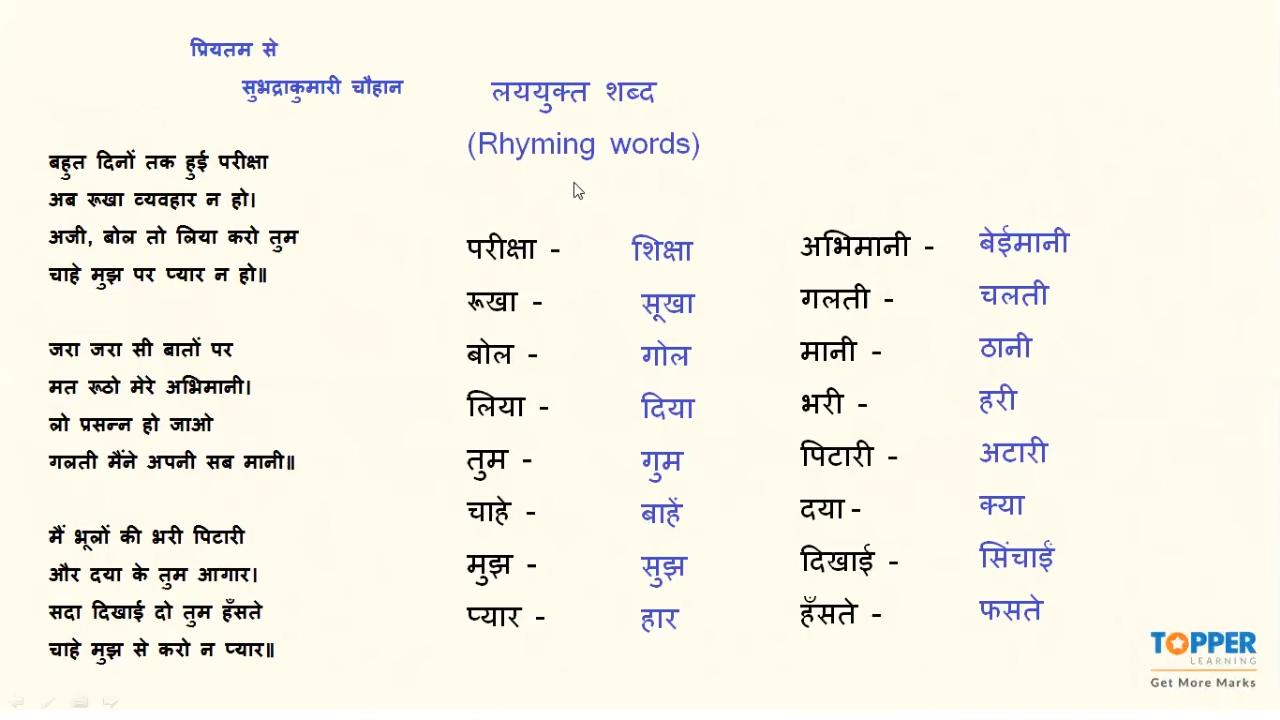 प्रियतम से
सुभद्राकुमारी चौहान
बहुत दिनों तक हुई परीक्षा
अब रूखा व्यवहार न हो।
अजी, बोल तो लिया करो तुम
चाहे मुझ पर प्यार न हो॥
जरा जरा सी बातों पर
मत रूठो मेरे अभिमानी।
लो प्रसन्न हो जाओ
गलती मैंने अपनी सब मानी॥
मैं भूलों की भरी पिटारी
और दया के तुम आगार।
सदा दिखाई दो तुम हँसते
चाहे मुझ से करो न प्यार॥
लययुक्त शब्द
(Rhyming words)
परीक्षा - शिक्षा
रूखा - सूखा
बोल - गोल
लिया - दिया
तुम - गुम
चाहे - बाहें
मुझ - सुझ
प्यार - हार
अभिमानी - बेईमानी
गलती - चलती
मानी - ठानी
भरी - हरी
पिटारी - अटारी
दया - क्या
दिखाई - सिंचाईं
हँसते - फसते
TOPPER
LEARNING
Get More Marks